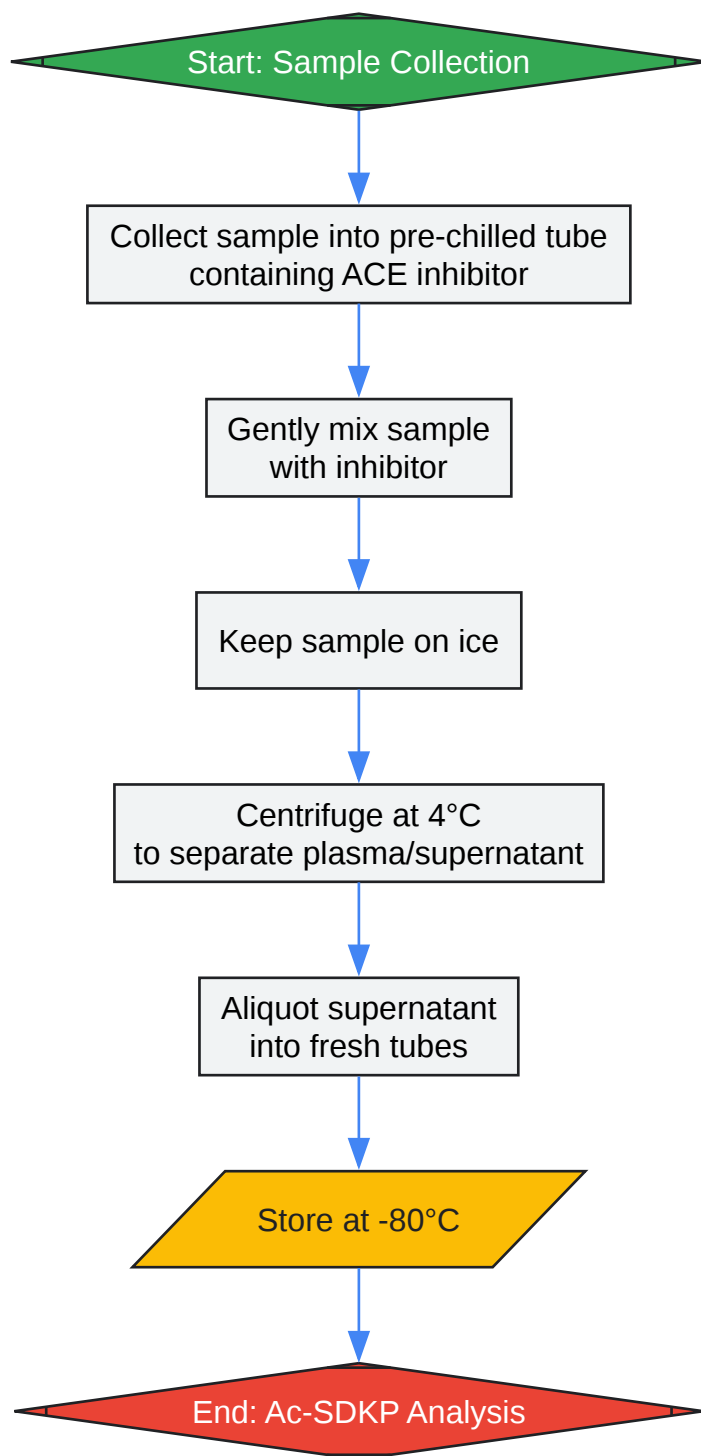 Start: Sample Collection
Collect sample into pre-chilled tube
containing ACE inhibitor
Gently mix sample
with inhibitor
Keep sample on ice
Centrifuge at 4°C
to separate plasma/supernatant
Aliquot supernatant
into fresh tubes
Store at -80°C
End: Ac-SDKP Analysis